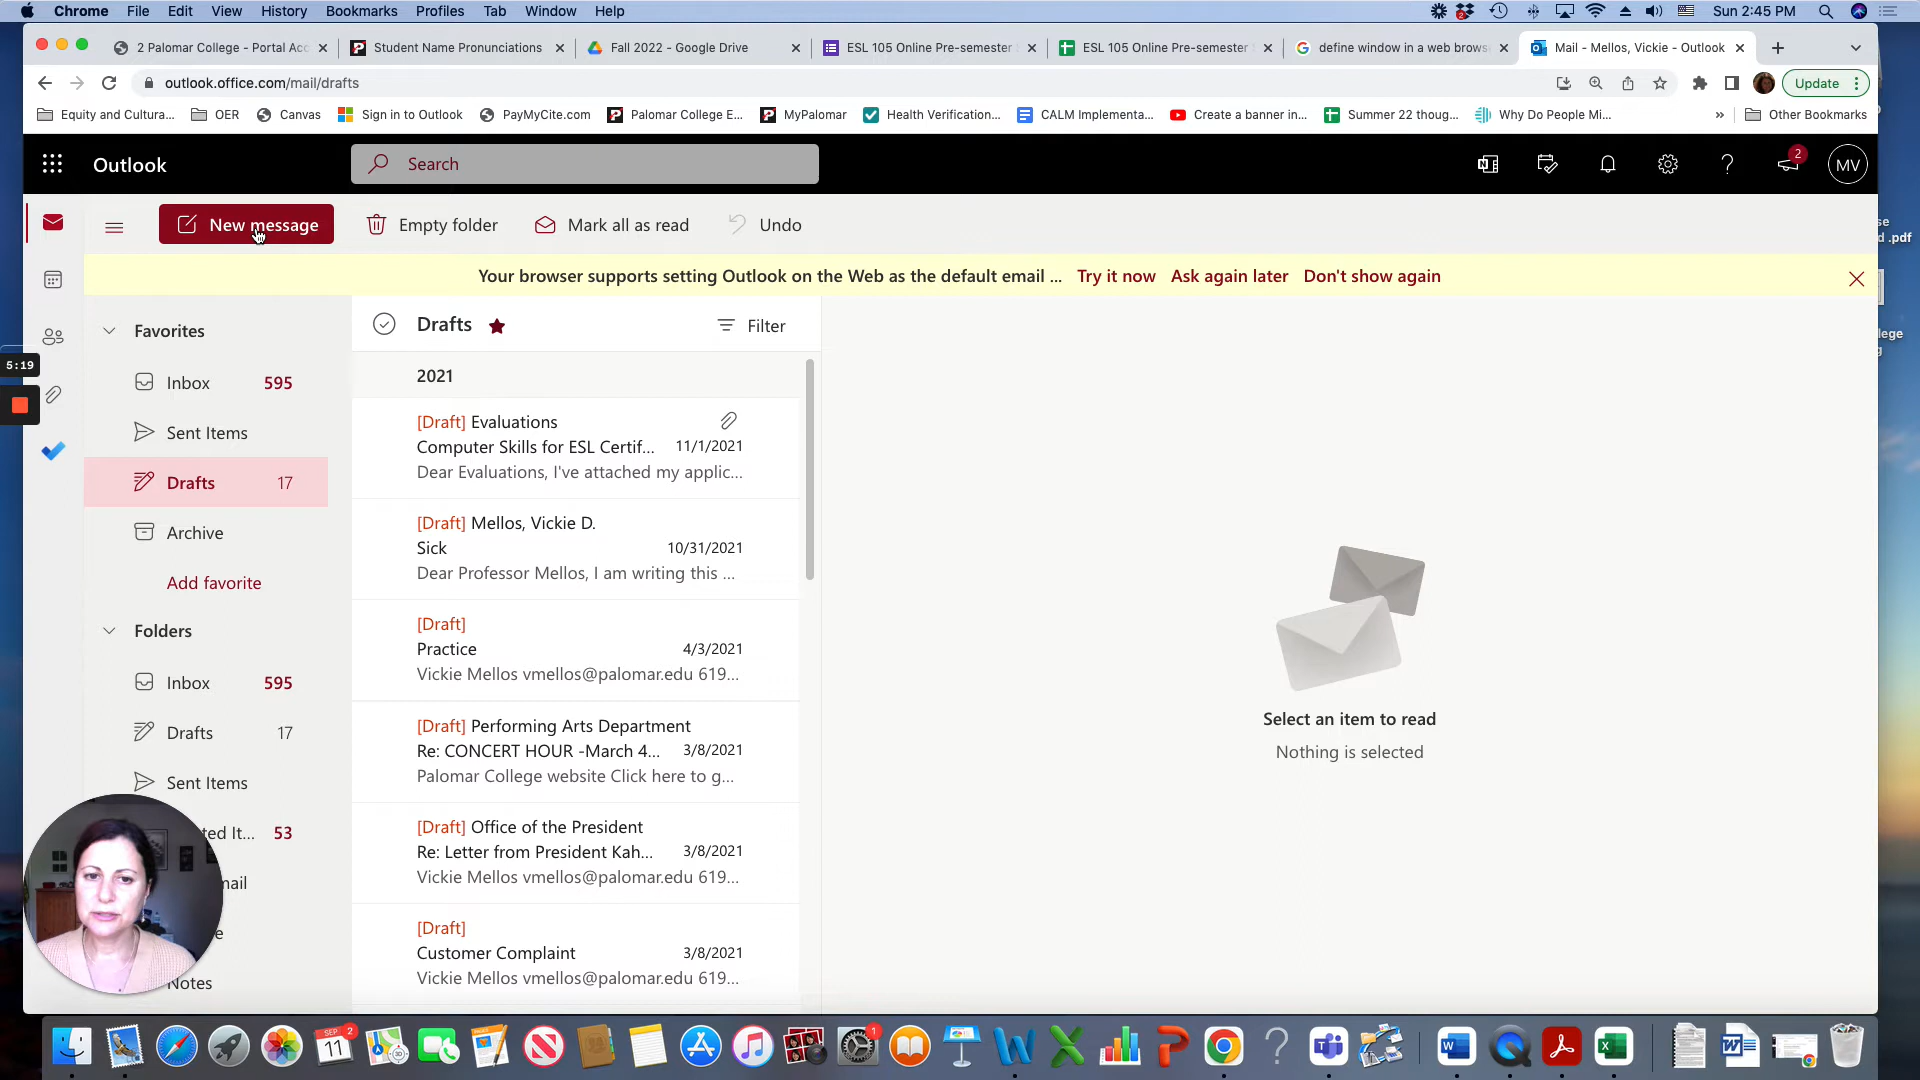 Chrome File Edit View History Bookmarks Profiles Tab Window Help Sun 2:45 PM
2 Palomar College - Portal Acc Student Name Pronunciations Fall 2022 - Google Drive ESL 105 Online Pre-semester ESL 105 Online Pre-semester define window in a web brows Mail - Mellos, Vickie - Outlook
outlook.office.com/mail/drafts Update
Equity and Cultura... OER Canvas Sign in to Outlook PayMyCite.com Palomar College E... MyPalomar Health Verification... CALM Implementa... Create a banner in... Summer 22 thoug... Why Do People Mi... » Other Bookmarks
Outlook Search 2 MV
New message Empty folder Mark all as read Undo
Your browser supports setting Outlook on the Web as the default email ... Try it now Ask again later Don't show again
Favorites
Inbox 595
Sent Items
Drafts 17
Archive
Add favorite
Folders
Inbox 595
Drafts 17
Sent Items
ted It... 53
mail
e
Notes
5:19
Drafts Filter
2021
[Draft] Evaluations
Computer Skills for ESL Certif... 11/1/2021
Dear Evaluations, I've attached my applic...
[Draft] Mellos, Vickie D.
Sick 10/31/2021
Dear Professor Mellos, I am writing this ...
[Draft]
Practice 4/3/2021
Vickie Mellos vmellos@palomar.edu 619...
[Draft] Performing Arts Department
Re: CONCERT HOUR -March 4... 3/8/2021
Palomar College website Click here to g...
[Draft] Office of the President
Re: Letter from President Kah... 3/8/2021
Vickie Mellos vmellos@palomar.edu 619...
[Draft]
Customer Complaint 3/8/2021
Vickie Mellos vmellos@palomar.edu 619...
Select an item to read
Nothing is selected
se
d .pdf
lege
g
SEP 2
11
1